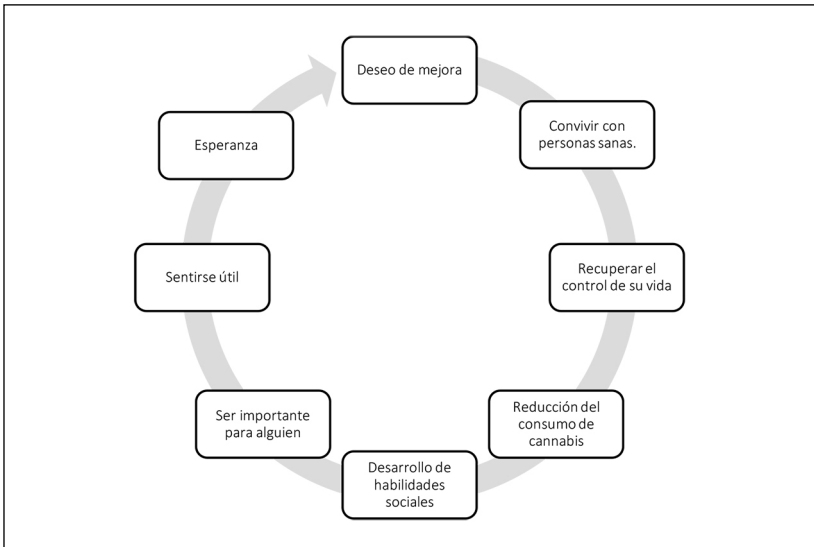 Deseo de mejora
Convivir con
personas sanas.
Recuperar el
control de su vida
Reducción del
consumo de
cannabis
Desarrollo de
habilidades
sociales
Ser importante
para alguien
Sentirse útil
Esperanza